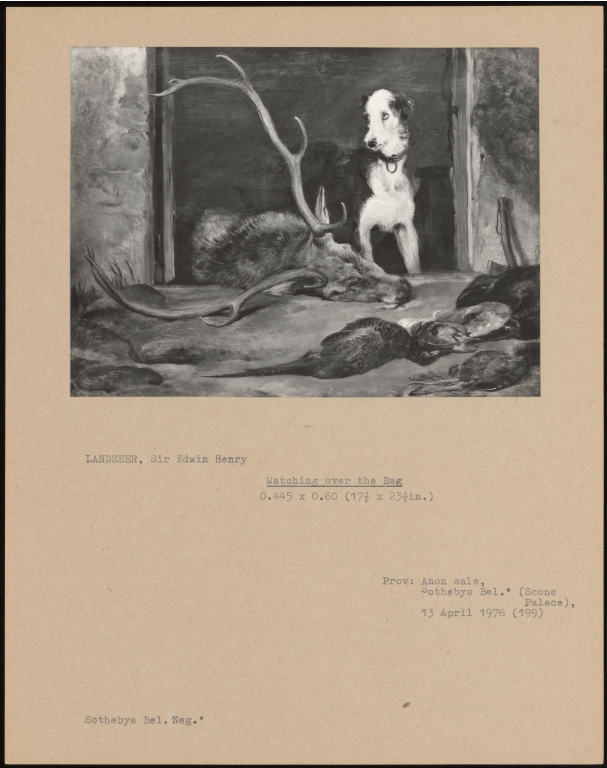 LANDSEER, Sir Edwin Henry
Watching over the Bag
0.445 x 0.60 (17½ x 23½in.)
Prov: Anon sale,
Sothebys Bel.* (Scone
Palace),
13 April 1976 (199)
Sothebys Bel. Neg.*